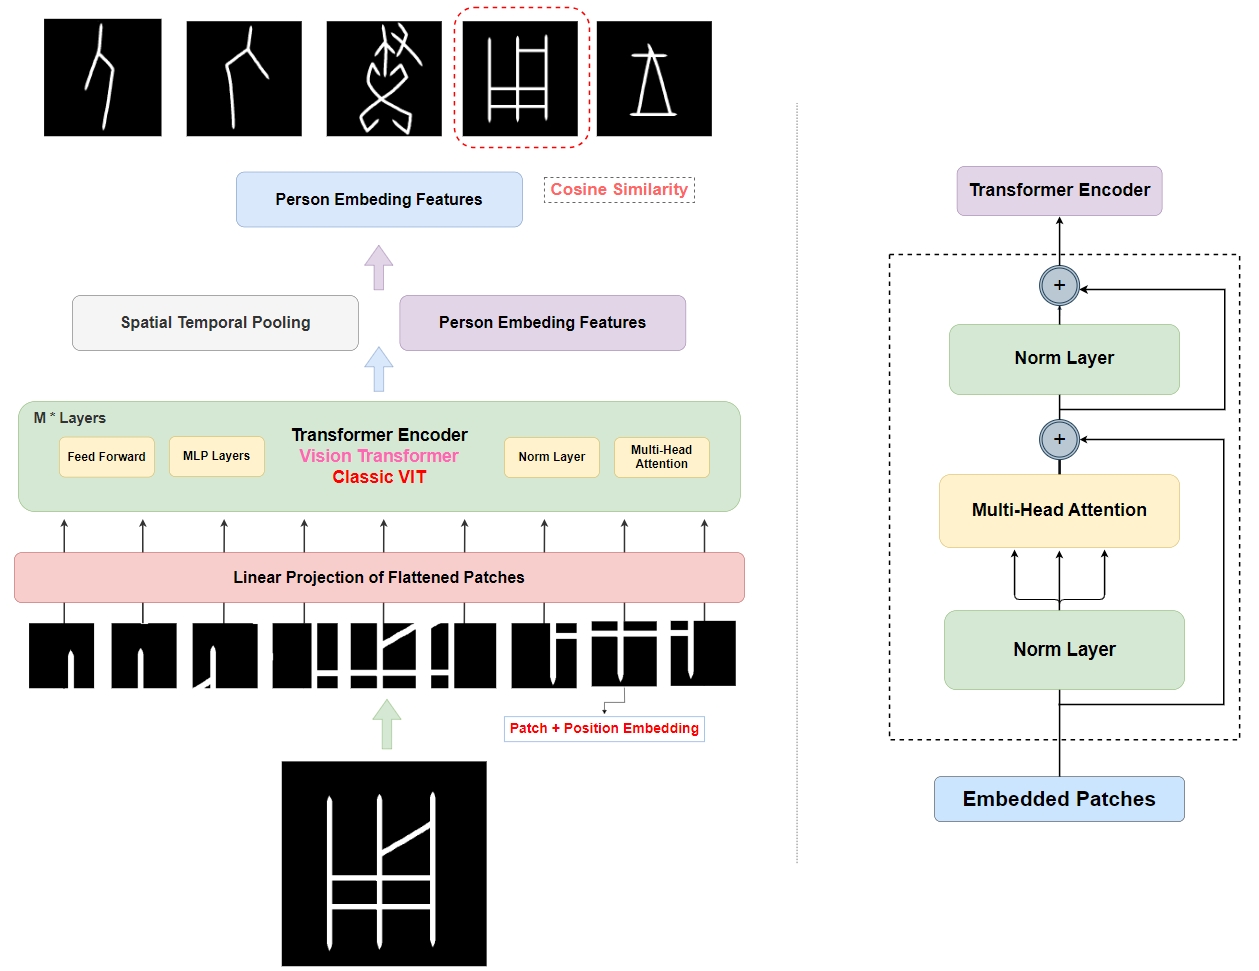 Person Embeding Features
Cosine Similarity
Spatial Temporal Pooling
Person Embeding Features
M * Layers
Feed Forward
MLP Layers
Transformer Encoder
Vision Transformer
Classic VIT
Norm Layer
Multi-Head
Attention
Linear Projection of Flattened Patches
Patch + Position Embedding
Transformer Encoder
+
Norm Layer
+
Multi-Head Attention
Norm Layer
Embedded Patches